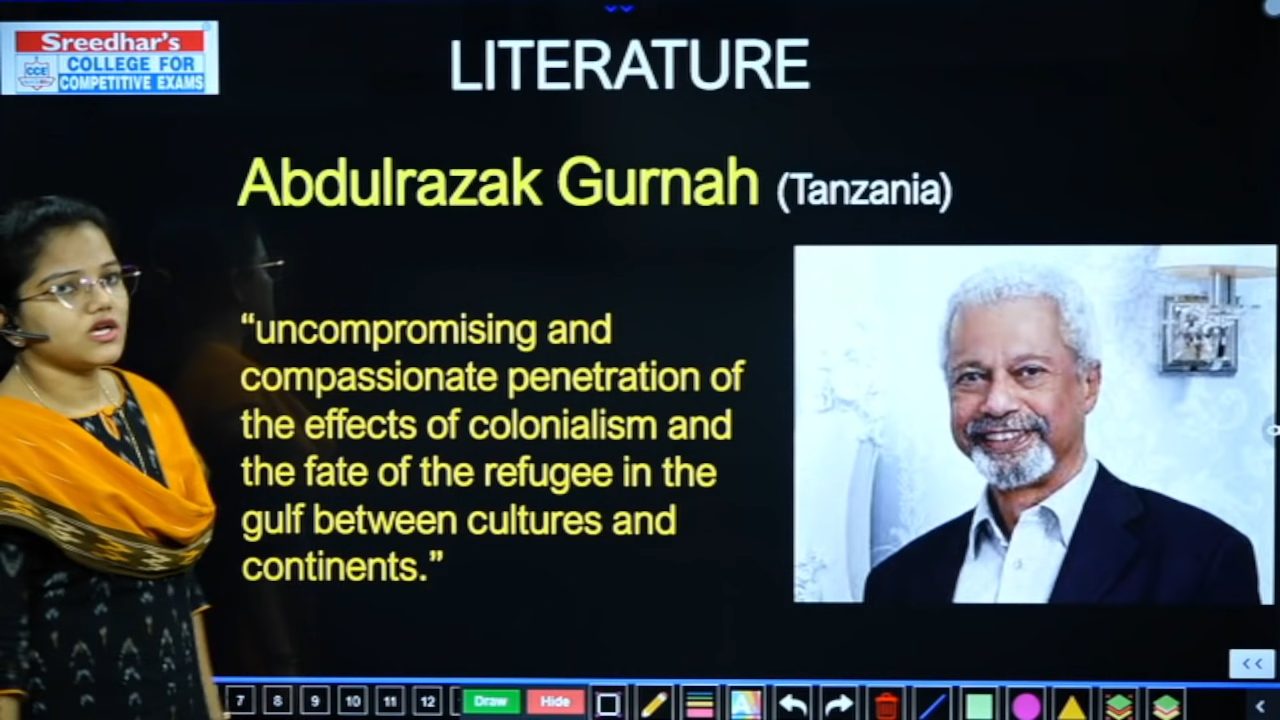 Sreedhar's
CCE
COLLEGE FOR
COMPETITIVE EXAMS
LITERATURE
Abdulrazak Gurnah (Tanzania)
“uncompromising and
compassionate penetration of
the effects of colonialism and
the fate of the refugee in the
gulf between cultures and
continents.”
7 8 9 10 11 12 Draw Hide